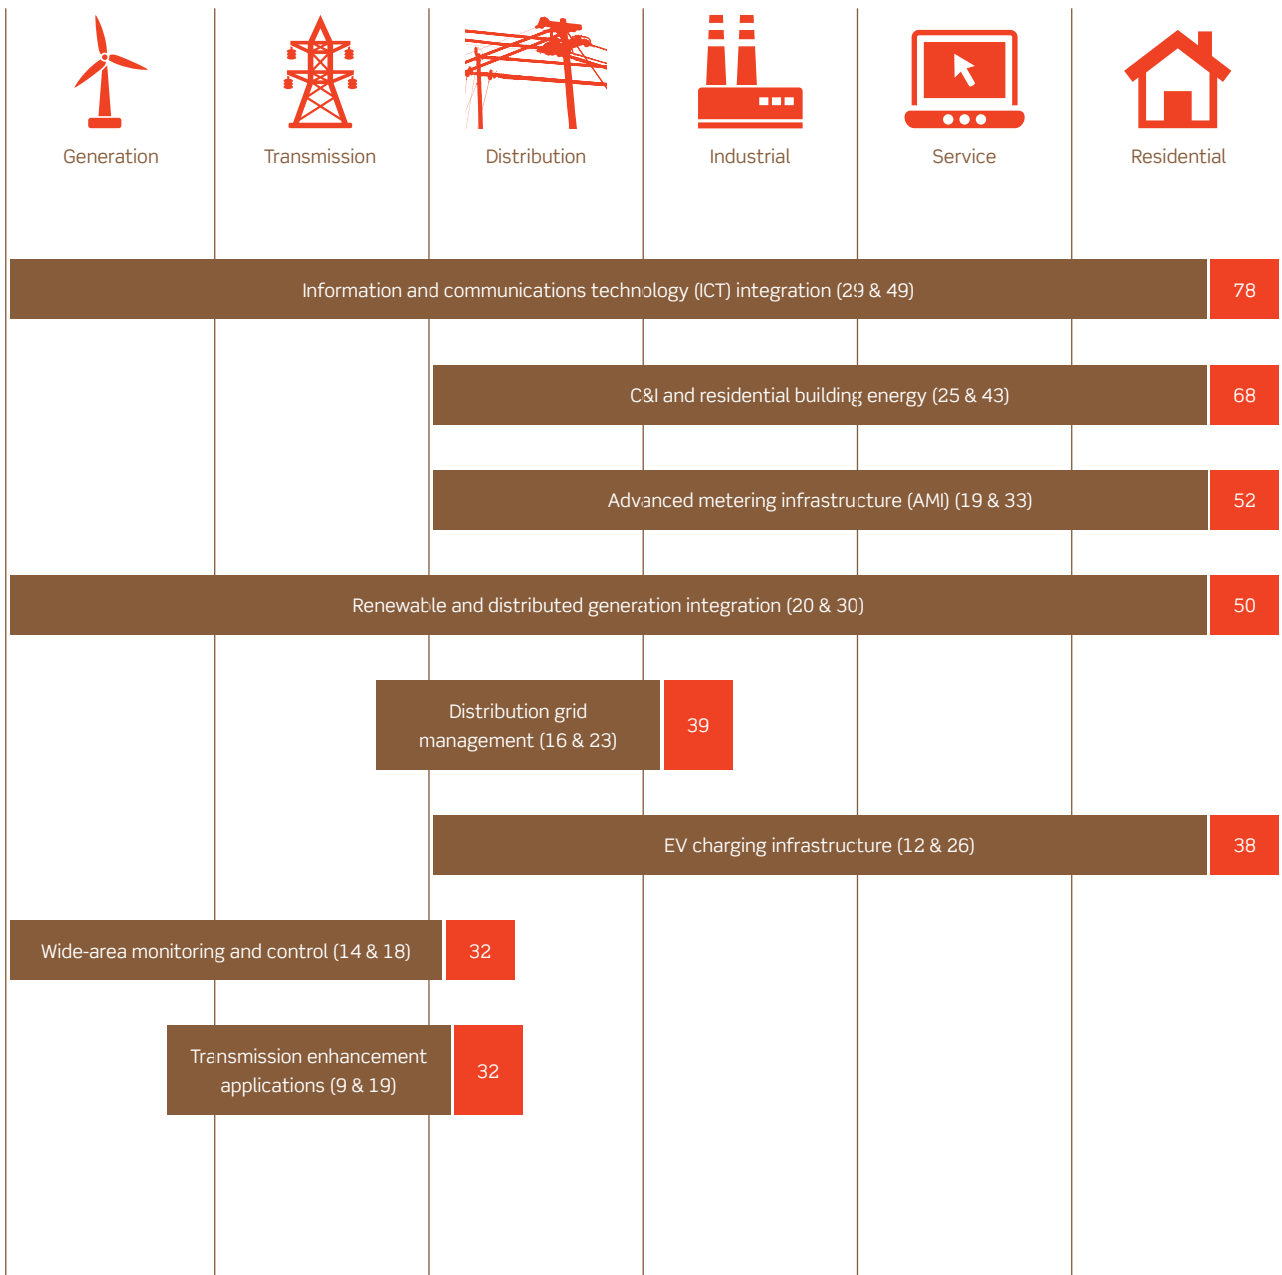 Generation
Transmission
Distribution
Industrial
Service
Residential
Information and communications technology (ICT) integration (29 & 49)
78
C&I and residential building energy (25 & 43)
68
Advanced metering infrastructure (AMI) (19 & 33)
52
Renewable and distributed generation integration (20 & 30)
50
Distribution grid
management (16 & 23)
39
EV charging infrastructure (12 & 26)
38
Wide-area monitoring and control (14 & 18)
32
Transmission enhancement
applications (9 & 19)
32